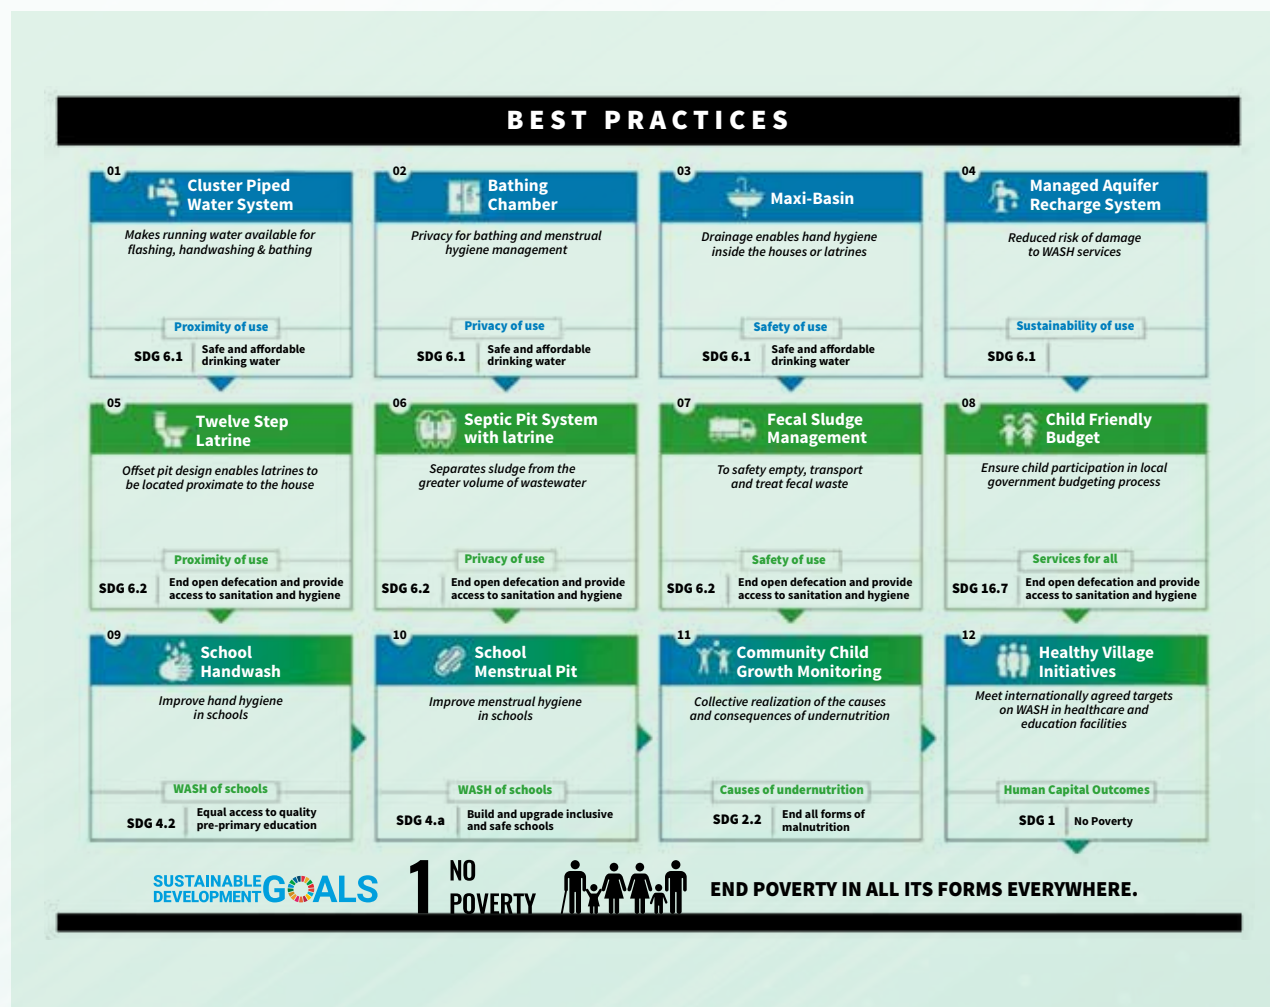 BEST PRACTICES
01
Cluster Piped
Water System
Makes running water available for
flashing, handwashing & bathing
Proximity of use
SDG 6.1
Safe and affordable
drinking water
02
Bathing
Chamber
Privacy for bathing and menstrual
hygiene management
Privacy of use
SDG 6.1
Safe and affordable
drinking water
03
Maxi-Basin
Drainage enables hand hygiene
inside the houses or latrines
Safety of use
SDG 6.1
Safe and affordable
drinking water
04
Managed Aquifer
Recharge System
Reduced risk of damage
to WASH services
Sustainability of use
SDG 6.1
05
Twelve Step
Latrine
Offset pit design enables latrines to
be located proximate to the house
Proximity of use
SDG 6.2
End open defecation and provide
access to sanitation and hygiene
06
Septic Pit System
with latrine
Separates sludge from the
greater volume of wastewater
Privacy of use
SDG 6.2
End open defecation and provide
access to sanitation and hygiene
07
Fecal Sludge
Management
To safety empty, transport
and treat fecal waste
Safety of use
SDG 6.2
End open defecation and provide
access to sanitation and hygiene
08
Child Friendly
Budget
Ensure child participation in local
government budgeting process
Services for all
SDG 16.7
End open defecation and provide
access to sanitation and hygiene
09
School
Handwash
Improve hand hygiene
in schools
WASH of schools
SDG 4.2
Equal access to quality
pre-primary education
10
School
Menstrual Pit
Improve menstrual hygiene
in schools
WASH of schools
SDG 4.a
Build and upgrade inclusive
and safe schools
11
Community Child
Growth Monitoring
Collective realization of the causes
and consequences of undernutrition
Causes of undernutrition
SDG 2.2
End all forms of
malnutrition
12
Healthy Village
Initiatives
Meet internationally agreed targets
on WASH in healthcare and
education facilities
Human Capital Outcomes
SDG 1
No Poverty
SUSTAINABLE
DEVELOPMENT
GOALS
1
NO
POVERTY
END POVERTY IN ALL ITS FORMS EVERYWHERE.